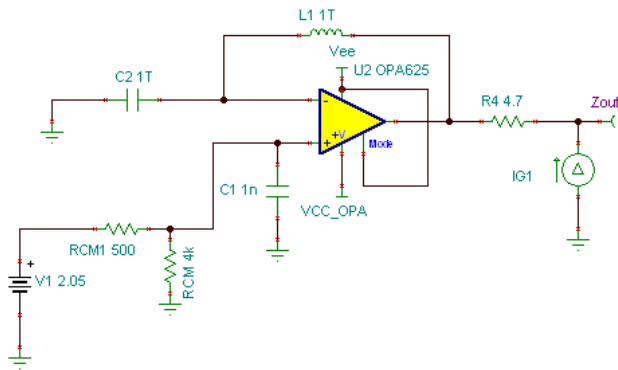 L1 1T
Vee
C2 1T
U2 OPA625
R4 4.7
Zout
-
+V
+
Mode
IG1
C1 1n
VCC_OPA
RCM1 500
RCM 4k
+
V1 2.05